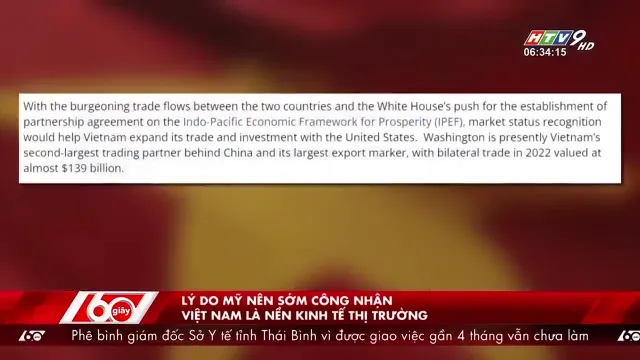 HTV9 HD
06:34:15
With the burgeoning trade flows between the two countries and the White House's push for the establishment of
partnership agreement on the Indo-Pacific Economic Framework for Prosperity (IPEF), market status recognition
would help Vietnam expand its trade and investment with the United States. Washington is presently Vietnam's
second-largest trading partner behind China and its largest export marker, with bilateral trade in 2022 valued at
almost $139 billion.
60 giây
LÝ DO MỸ NÊN SỚM CÔNG NHẬN
VIỆT NAM LÀ NỀN KINH TẾ THỊ TRƯỜNG
60 Phê bình giám đốc Sở Y tế tỉnh Thái Bình vì được giao việc gần 4 tháng vẫn chưa làm 60